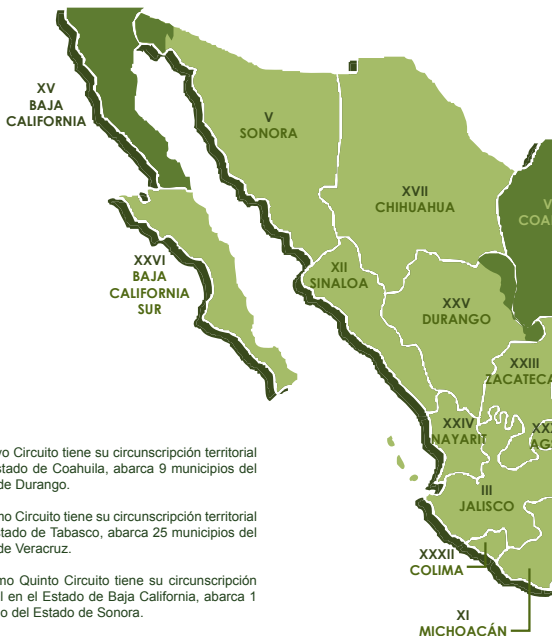 XV
BAJA
CALIFORNIA
V
SONORA
XVII
CHIHUAHUA
XXVI
BAJA
CALIFORNIA
SUR
XII
SINALOA
XXV
DURANGO
XXIII
ZACATECA
XXIV
NAYARIT
III
JALISCO
XXXII
COLIMA
XI
MICHOACÁN
Circuito tiene su circunscripción territorial
stado de Coahuila, abarca 9 municipios del
de Durango.
Circuito tiene su circunscripción territorial
stado de Tabasco, abarca 25 municipios del
de Veracruz.
mo Quinto Circuito tiene su circunscripción
al en el Estado de Baja California, abarca 1
o del Estado de Sonora.